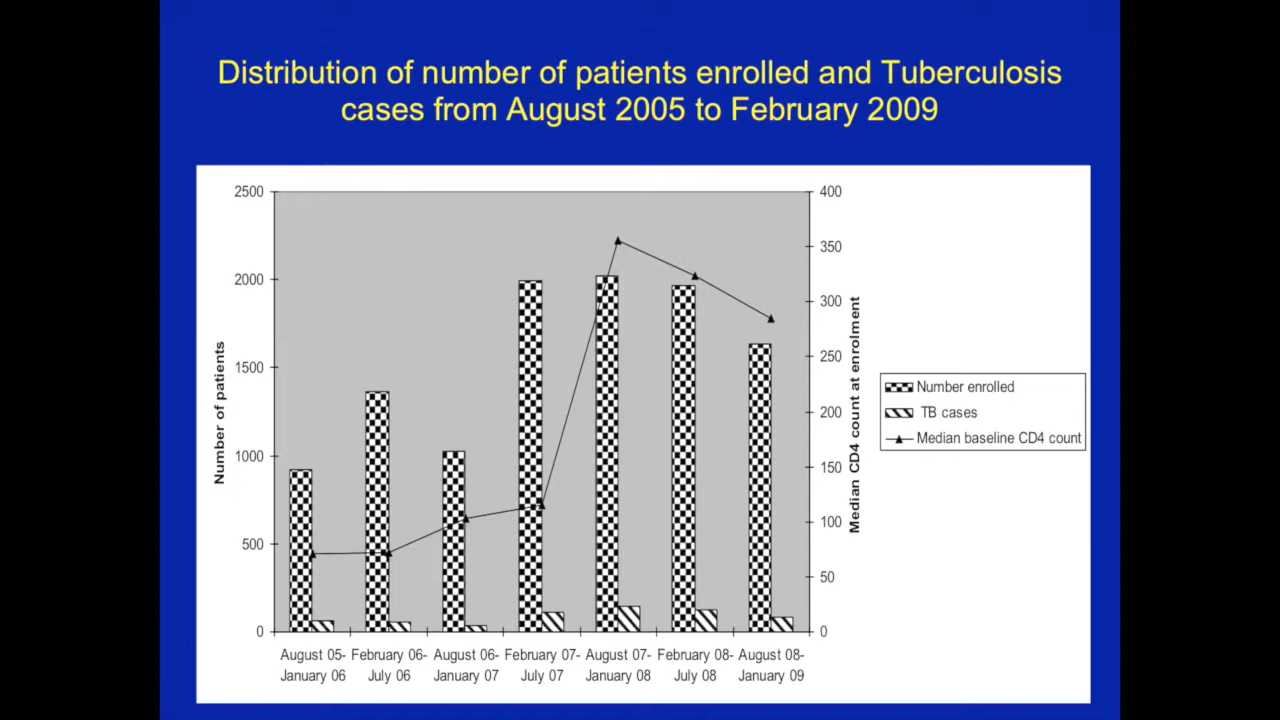 Distribution of number of patients enrolled and Tuberculosis
cases from August 2005 to February 2009
2500
2000
1500
1000
500
0
Number of patients
400
350
300
250
200
150
100
50
0
Median CD4 count at enrolment
August 05-
January 06
February 06-
July 06
August 06-
January 07
February 07-
July 07
August 07-
January 08
February 08-
July 08
August 08-
January 09
Number enrolled
TB cases
Median baseline CD4 count